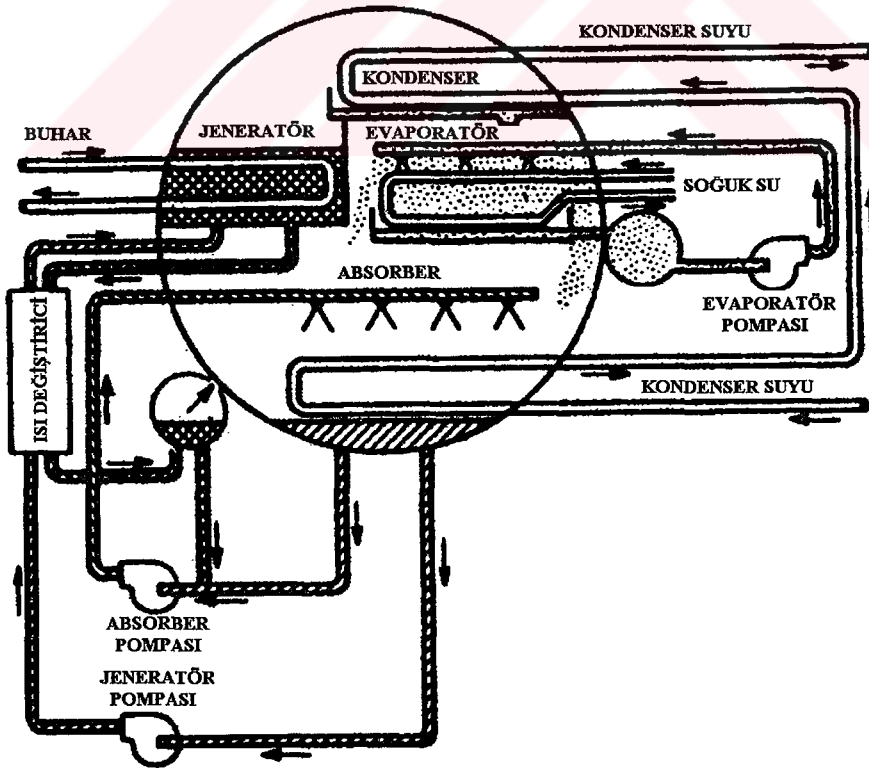 KONDENSER SUYU
KONDENSER
BUHAR
JENERATÖR
EVAPORATÖR
SOĞUK SU
ABSORBER
EVAPORATÖR
POMPASI
ISI DEĞİŞTİRİCİ
KONDENSER SUYU
ABSORBER
POMPASI
JENERATÖR
POMPASI